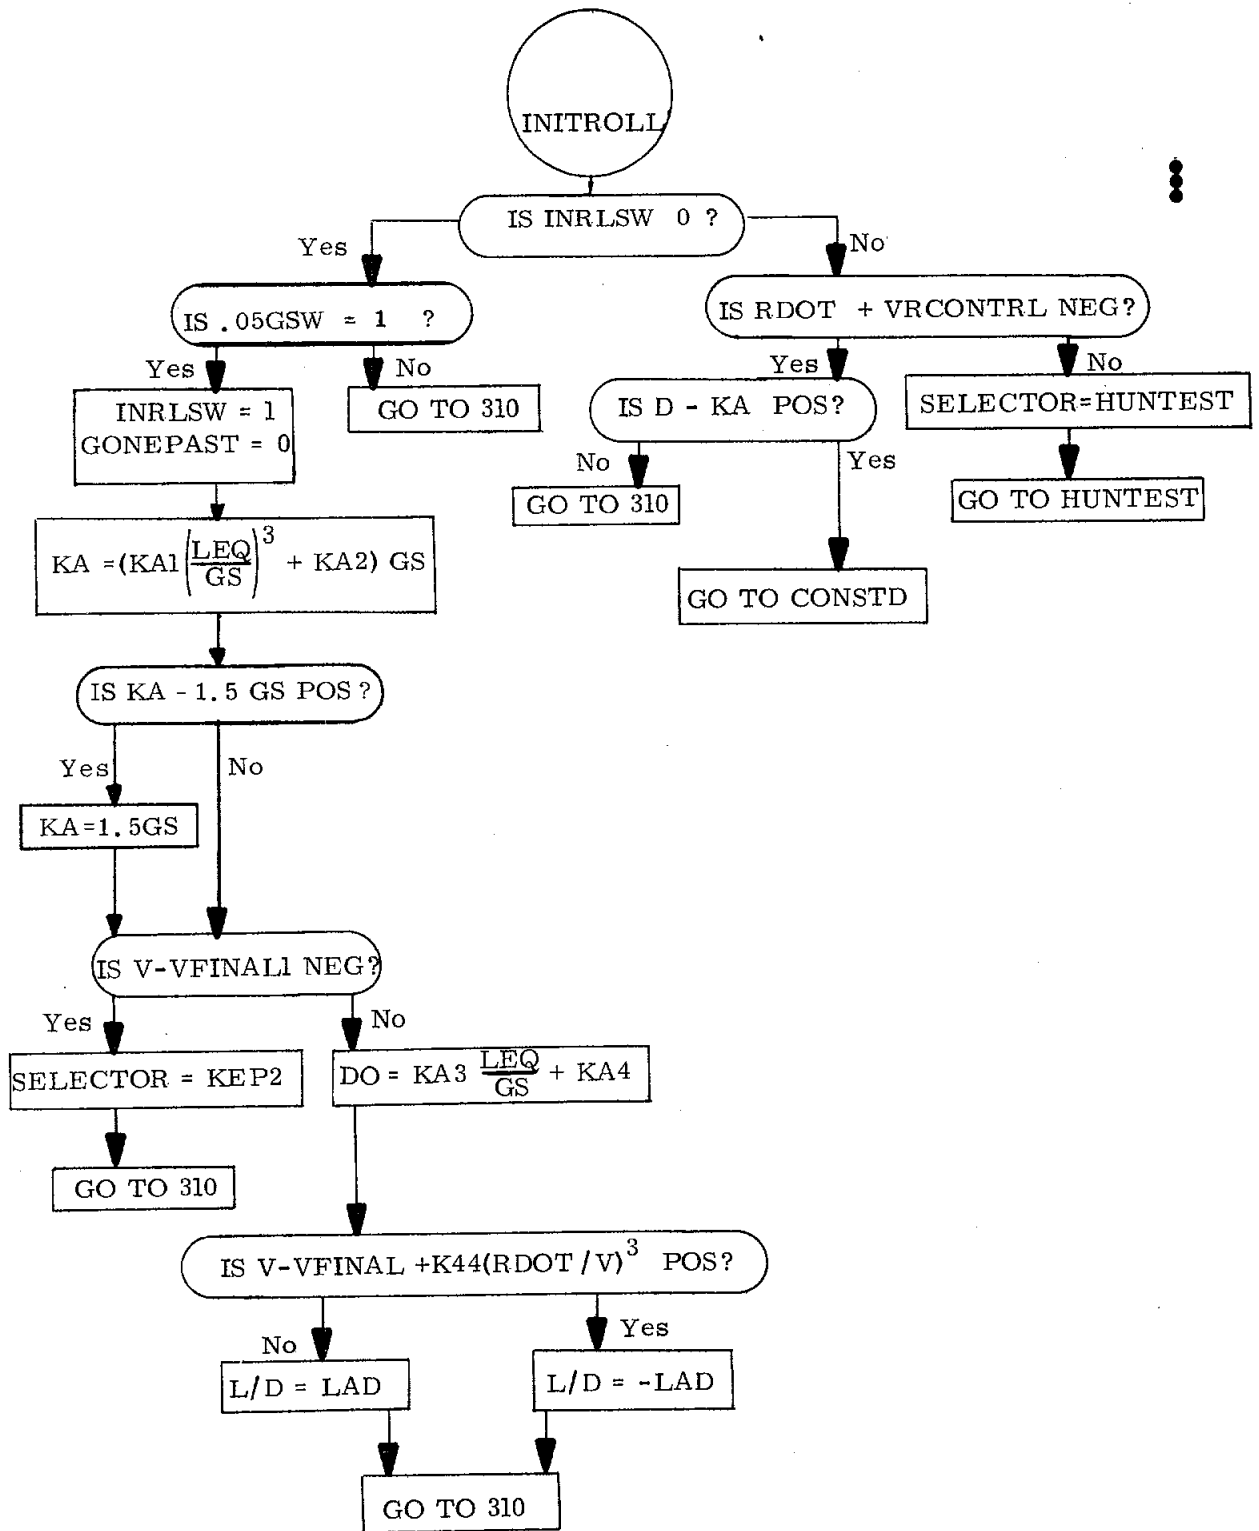 INITROLL
IS INRLSW 0 ?
Yes
No
IS .05GSW = 1 ?
IS RDOT + VRCONTRL NEG?
Yes
No
Yes
No
INRLSW = 1
GONEPAST = 0
GO TO 310
IS D - KA POS?
SELECTOR=HUNTEST
No
Yes
GO TO 310
GO TO HUNTEST
KA =(KA1(LEQ/GS)^3 + KA2) GS
GO TO CONSTD
IS KA - 1.5 GS POS?
Yes
No
KA=1.5GS
IS V-VFINAL1 NEG?
Yes
No
SELECTOR = KEP2
DO = KA3 LEQ/GS + KA4
GO TO 310
IS V-VFINAL +K44(RDOT/V)^3 POS?
No
Yes
L/D = LAD
L/D = -LAD
GO TO 310